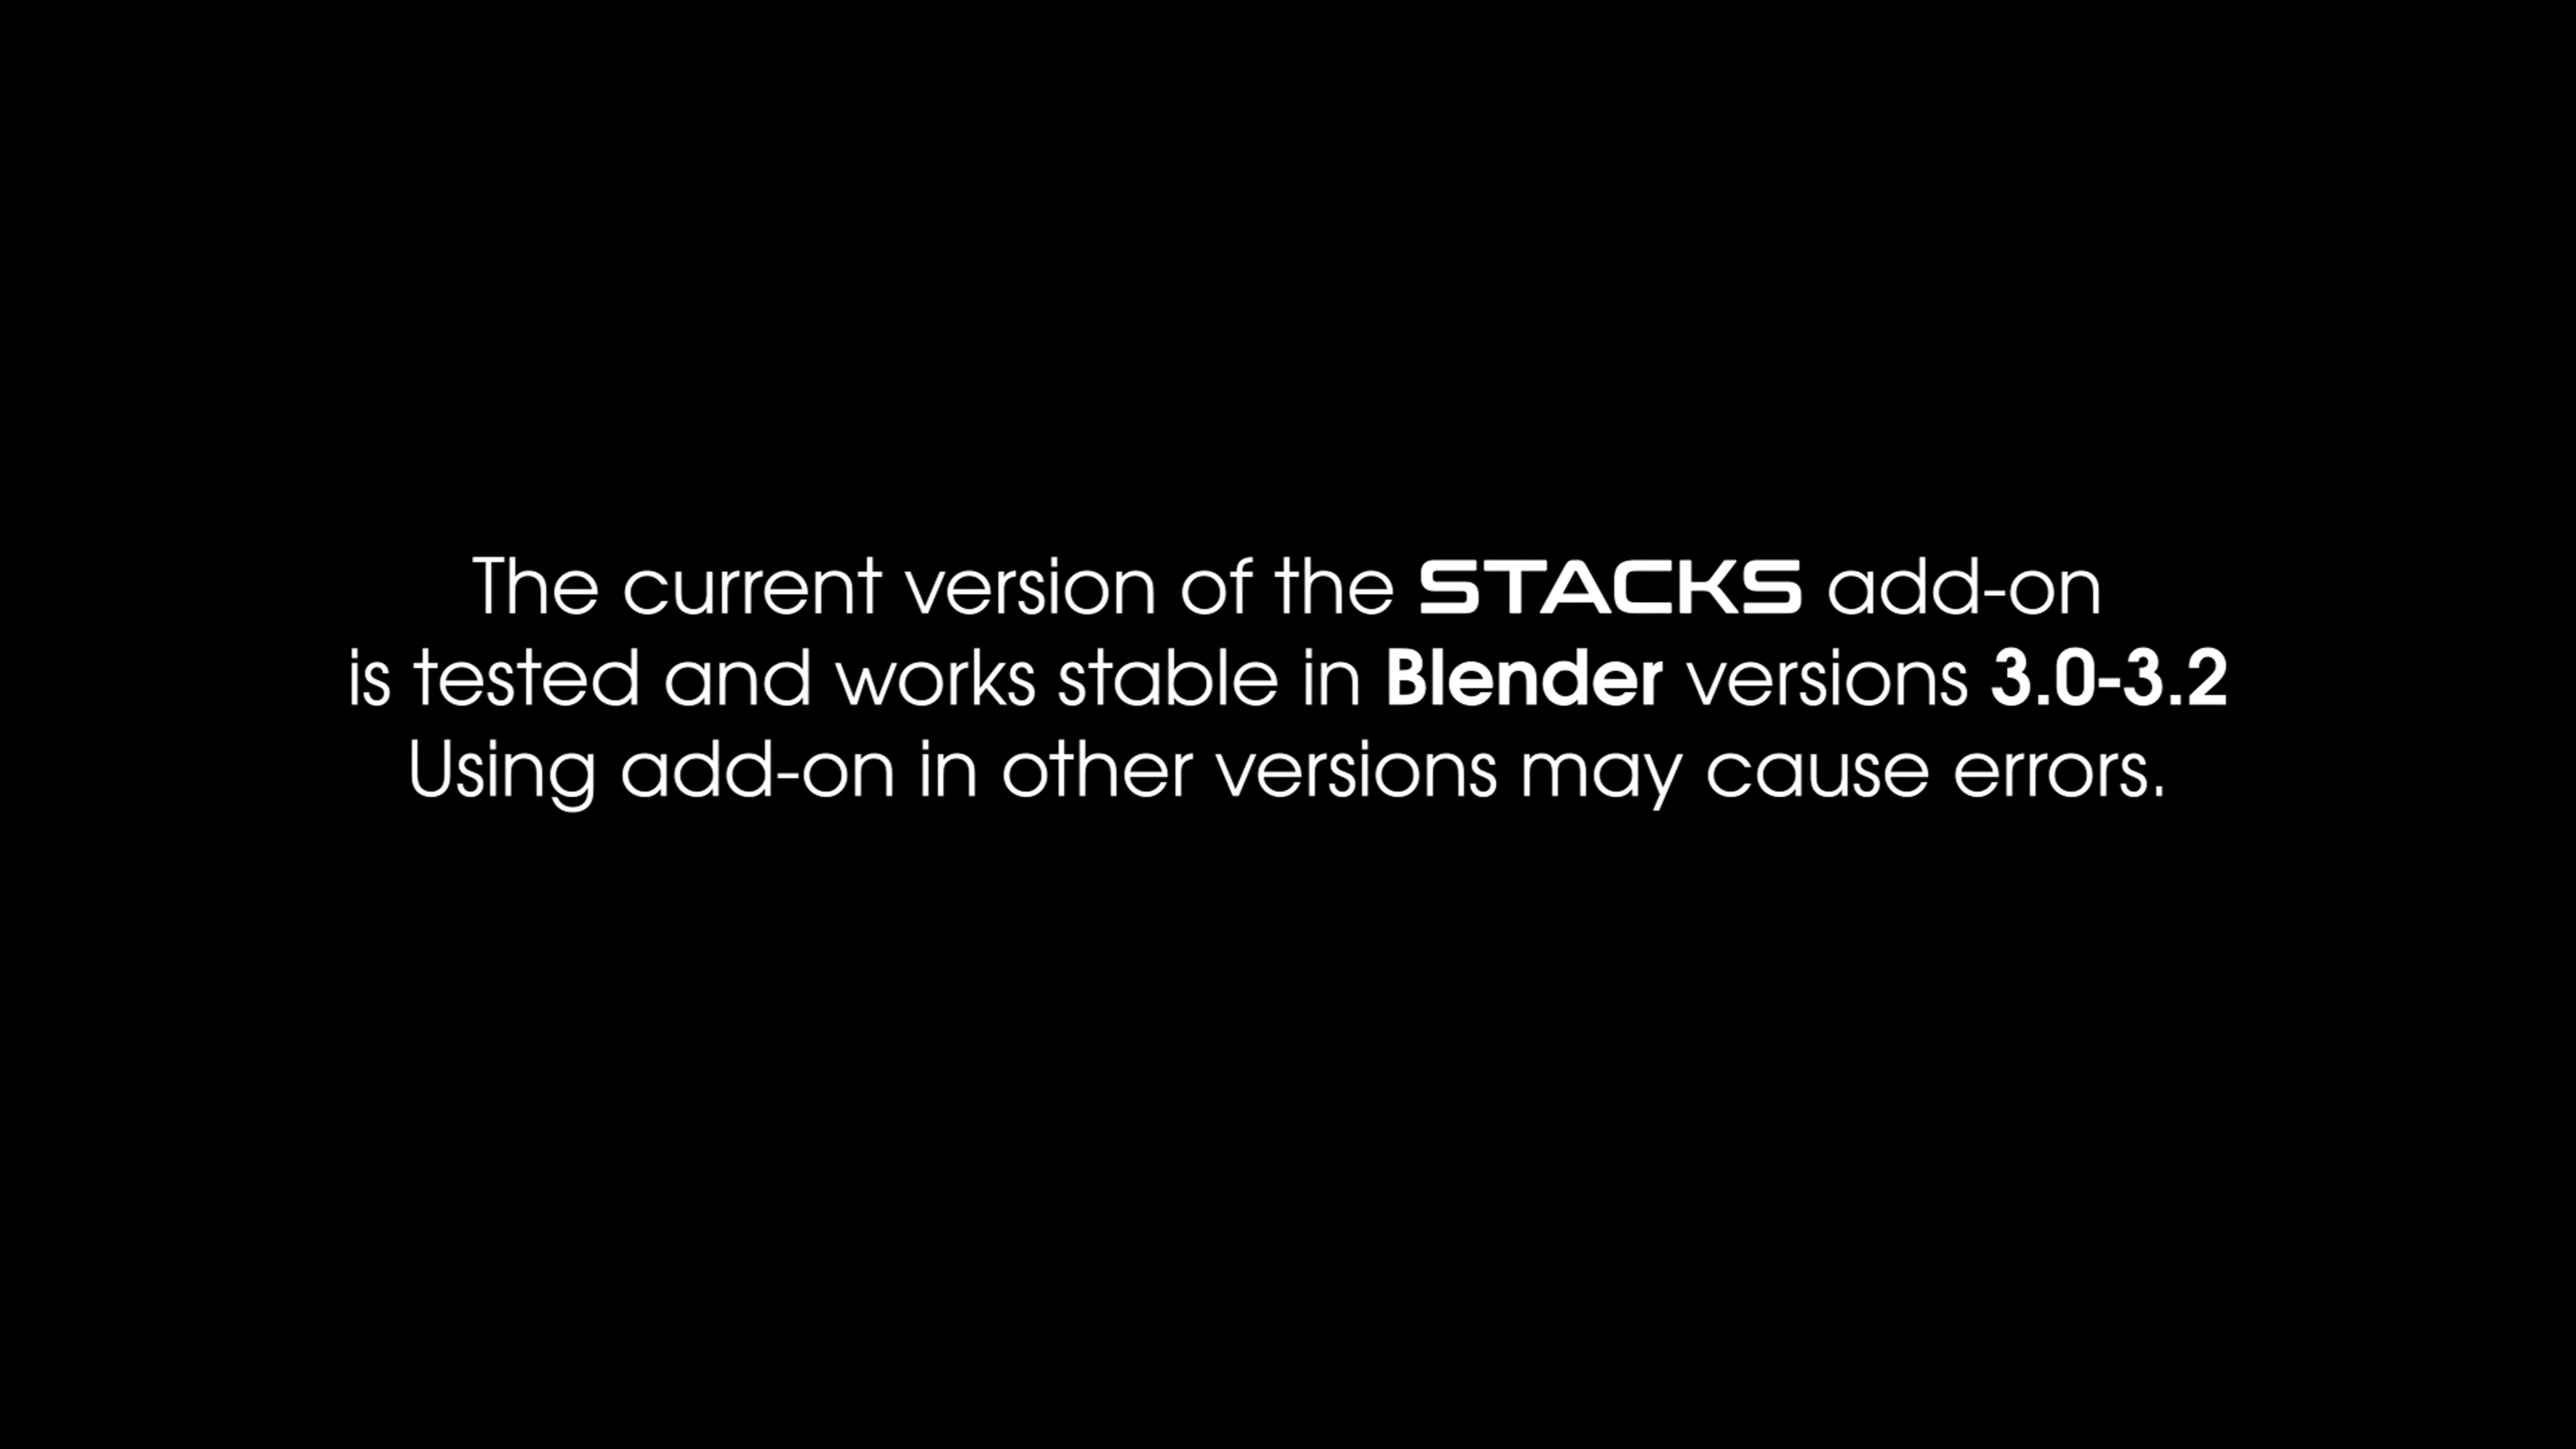 The current version of the STACKS add-on
is tested and works stable in Blender versions 3.0-3.2
Using add-on in other versions may cause errors.